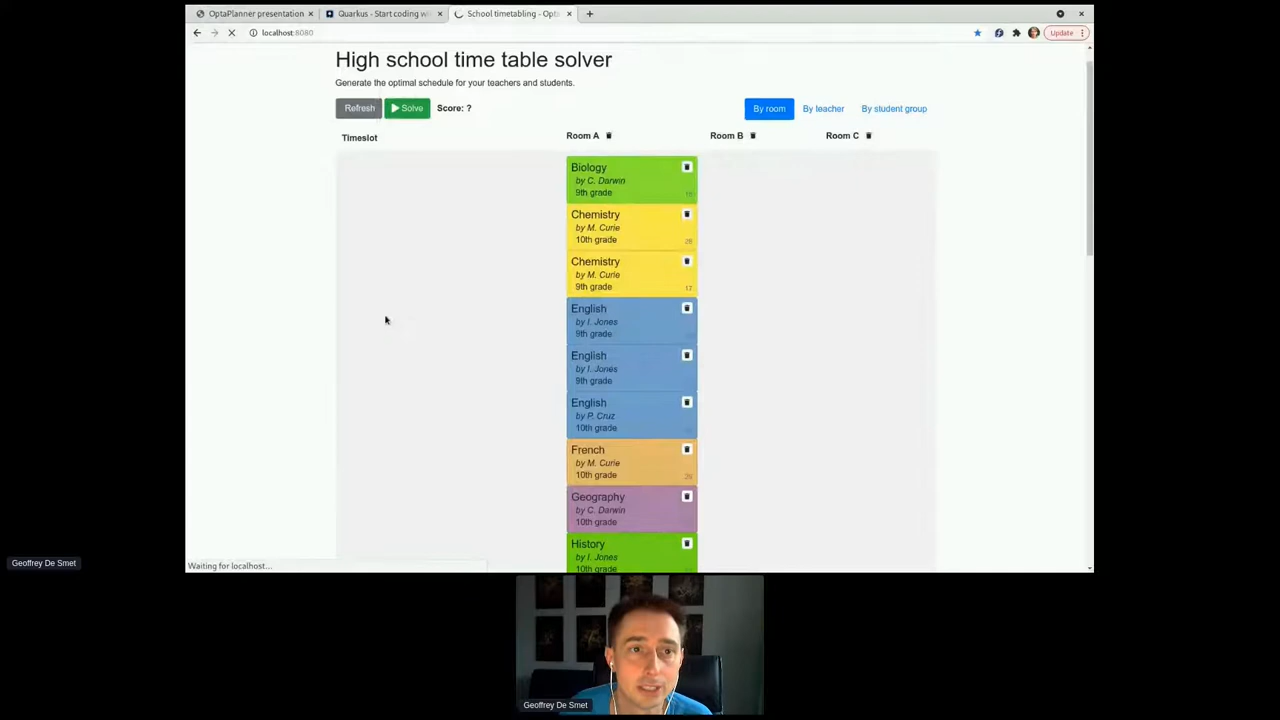 OptaPlanner presentation
Quarkus - Start coding wi
School timetabling - Opta
localhost:8080
Update
High school time table solver
Generate the optimal schedule for your teachers and students.
Refresh
Solve
Score: ?
By room
By teacher
By student group
Timeslot
Room A
Room B
Room C
Biology
by C. Darwin
9th grade
Chemistry
by M. Curie
10th grade
Chemistry
by M. Curie
9th grade
17
English
by I. Jones
9th grade
English
by I. Jones
9th grade
English
by P. Cruz
10th grade
French
by M. Curie
10th grade
Geography
by C. Darwin
10th grade
History
by I. Jones
10th grade
Waiting for localhost...
Geoffrey De Smet
Geoffrey De Smet